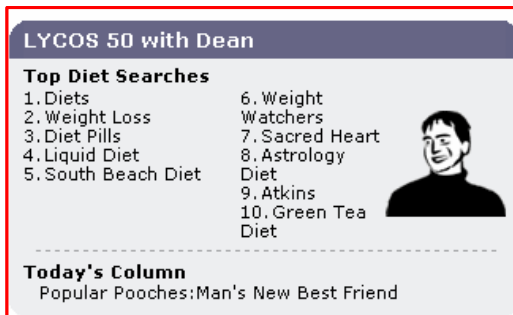 LYCOS 50 with Dean
Top Diet Searches
1. Diets
2. Weight Loss
3. Diet Pills
4. Liquid Diet
5. South Beach Diet
6. Weight
Watchers
7. Sacred Heart
8. Astrology
Diet
9. Atkins
10. Green Tea
Diet
Today's Column
Popular Pooches:Man's New Best Friend